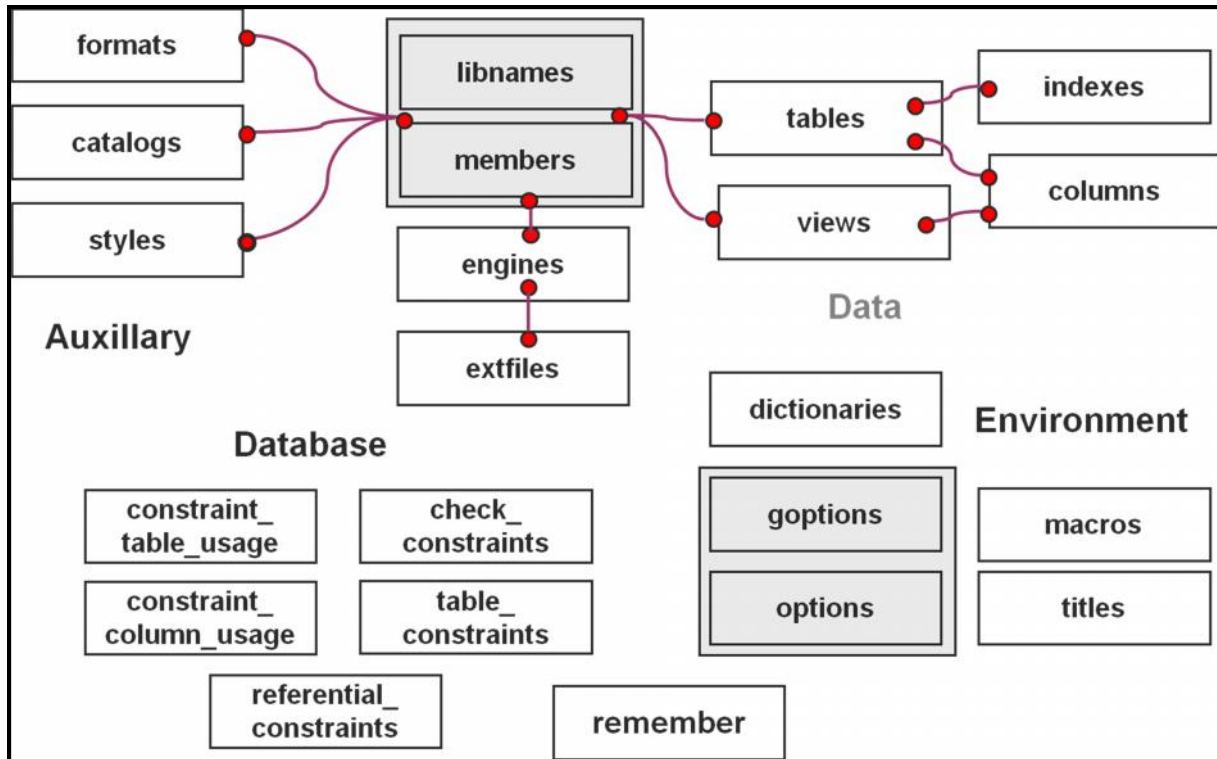 formats
libnames
indexes
tables
catalogs
members
columns
styles
views
engines
Data
Auxillary
extfiles
dictionaries
Environment
Database
constraint_
table_usage
check_
constraints
goptions
macros
constraint_
column_usage
table_
constraints
options
titles
referential_
constraints
remember